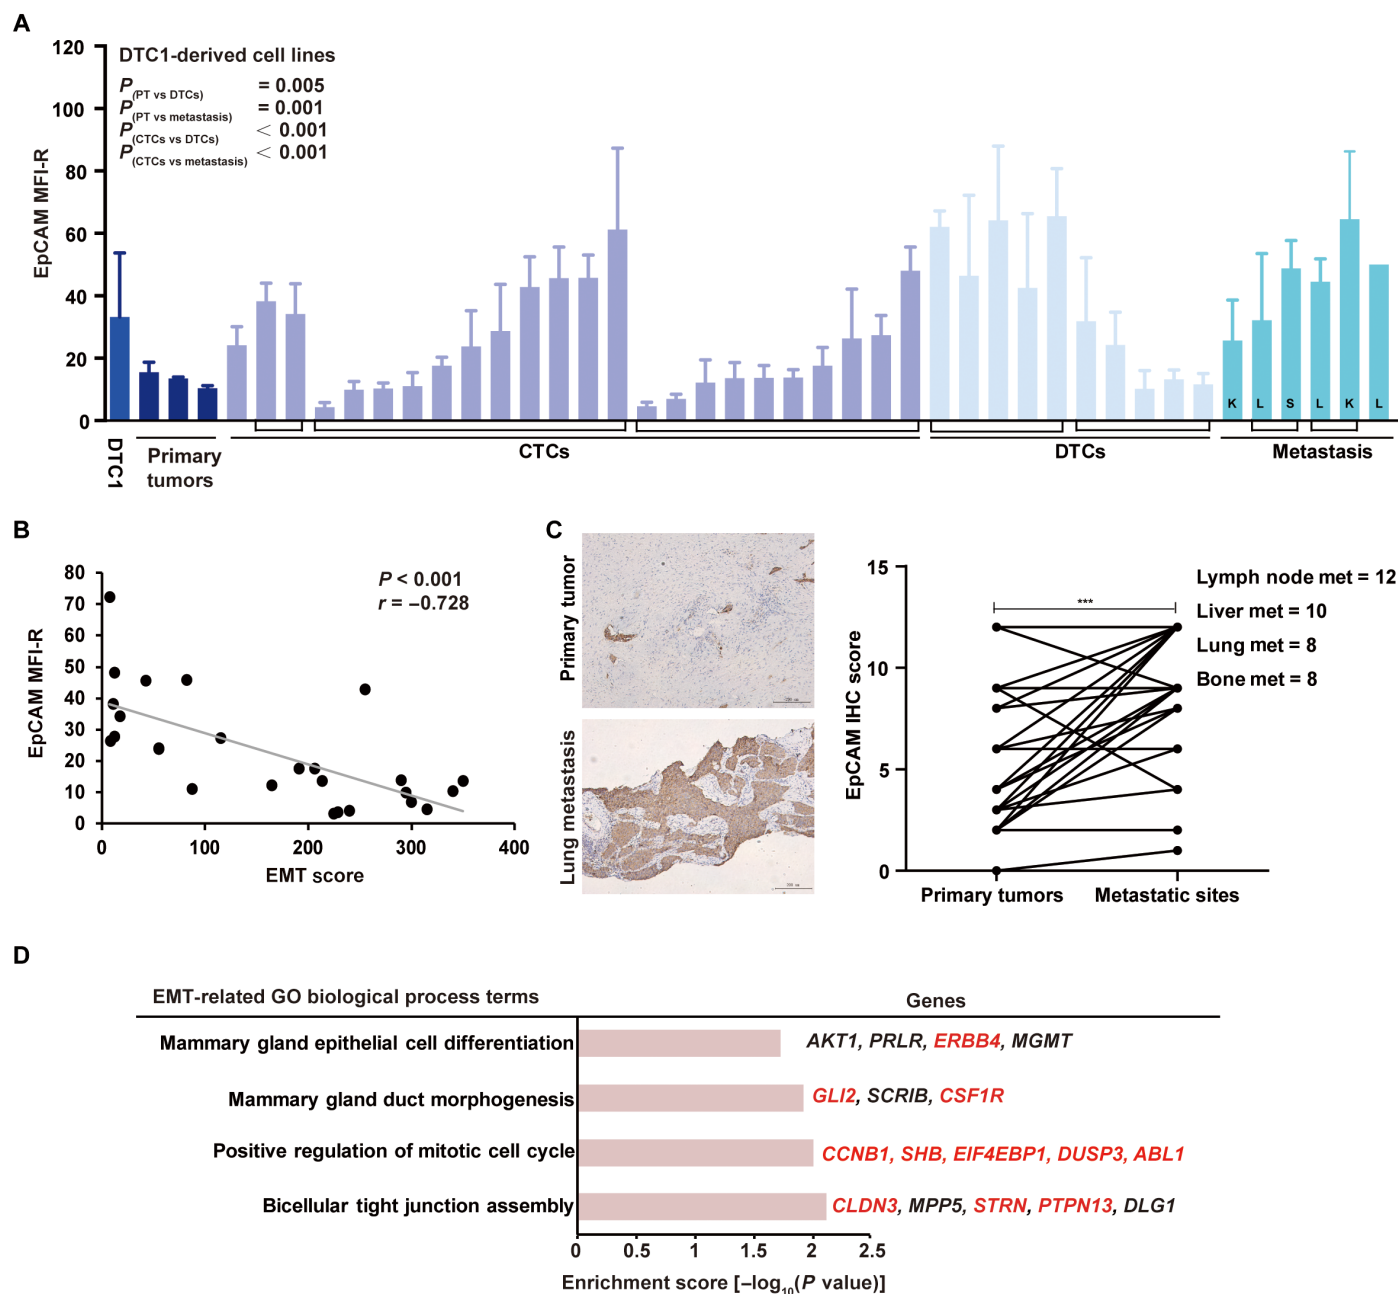 A
DTC1-derived cell lines
P(PT vs DTCs) = 0.005
P(PT vs metastasis) = 0.001
P(CTCs vs DTCs) < 0.001
P(CTCs vs metastasis) < 0.001
EpCAM MFI-R
120
100
80
60
40
20
0
K L S L K L
DTC1
Primary tumors
CTCs
DTCs
Metastasis
B
P < 0.001
r = −0.728
EpCAM MFI-R
80
70
60
50
40
30
20
10
0
0 100 200 300 400
EMT score
C
Primary tumor
Lung metastasis
EpCAM IHC score
15
10
5
0
***
Primary tumors Metastatic sites
Lymph node met = 12
Liver met = 10
Lung met = 8
Bone met = 8
D
EMT-related GO biological process terms Genes
Mammary gland epithelial cell differentiation AKT1, PRLR, ERBB4, MGMT
Mammary gland duct morphogenesis GLI2, SCRIB, CSF1R
Positive regulation of mitotic cell cycle CCNB1, SHB, EIF4EBP1, DUSP3, ABL1
Bicellular tight junction assembly CLDN3, MPP5, STRN, PTPN13, DLG1
0 0.5 1 1.5 2 2.5
Enrichment score [−log10(P value)]